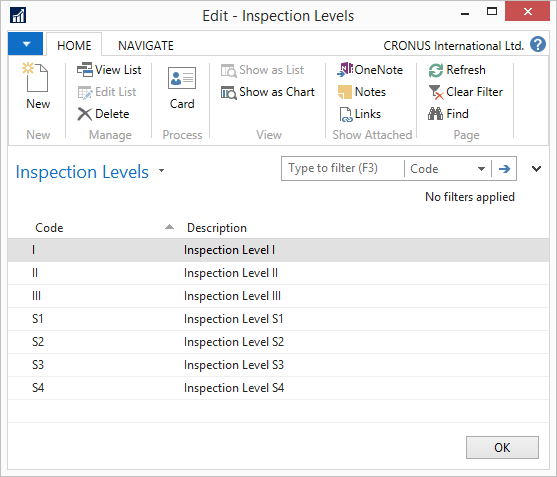 Edit - Inspection Levels
HOME NAVIGATE CRONUS International Ltd. ?
New
New
View List
Edit List
Delete
Manage
Card
Process
Show as List
Show as Chart
View
OneNote
Notes
Links
Show Attached
Refresh
Clear Filter
Find
Page
Inspection Levels Type to filter (F3) Code
No filters applied
Code Description
I Inspection Level I
II Inspection Level II
III Inspection Level III
S1 Inspection Level S1
S2 Inspection Level S2
S3 Inspection Level S3
S4 Inspection Level S4
OK